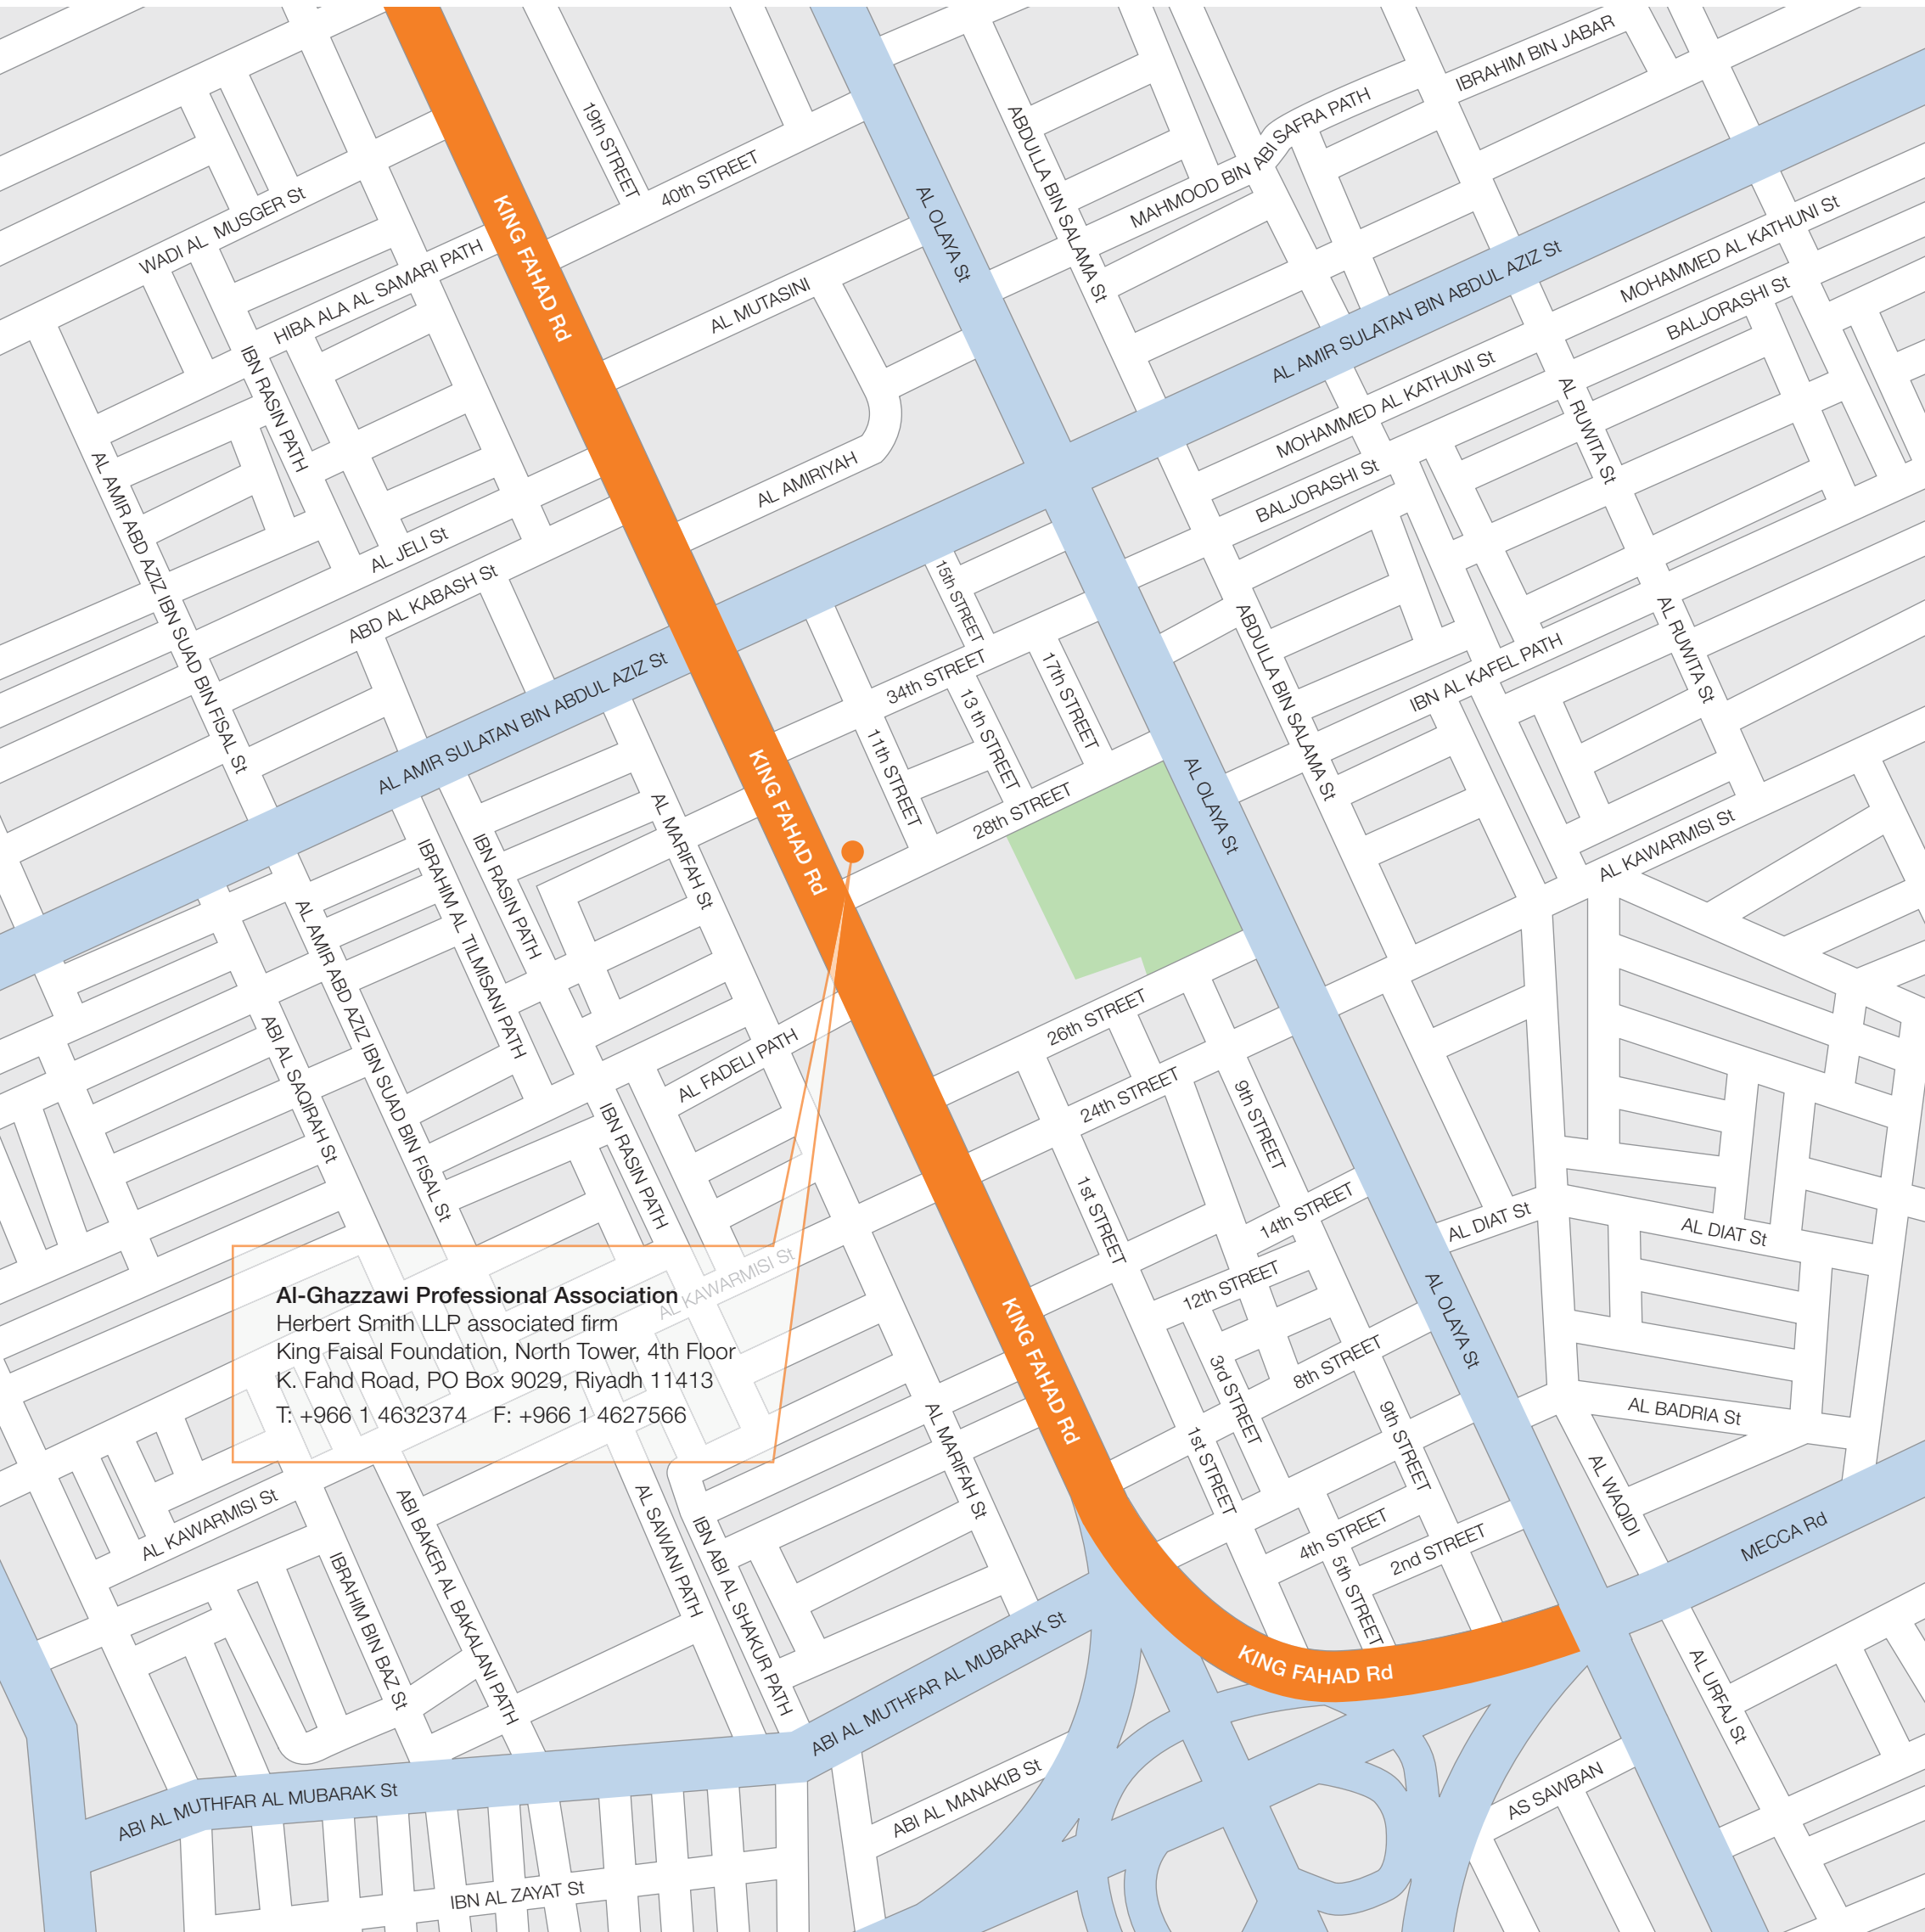 IBRAHIM BIN JABAR
19th STREET
40th STREET
ABDULLA BIN SALAMA St
MAHMOOD BIN ABI SAFRA PATH
KING FAHAD Rd
AL OLAYA St
WADI AL MUSGER St
HIBA ALA AL SAMARI PATH
AL MUTASINI
AL AMIR SULATAN BIN ABDUL AZIZ St
MOHAMMED AL KATHUNI St
BALJORASHI St
IBN RASIN PATH
MOHAMMED AL KATHUNI St
AL RUWITA St
AL AMIR ABD AZIZ IBN SUAD BIN FISAL St
AL AMIRIYAH
BALJORASHI St
AL JELI St
ABD AL KABASH St
15th STREET
34th STREET
17th STREET
13 th STREET
11th STREET
28th STREET
ABDULLA BIN SALAMA St
IBN AL KAFEL PATH
AL RUWITA St
AL AMIR SULATAN BIN ABDUL AZIZ St
KING FAHAD Rd
AL OLAYA St
AL MARIFAH St
IBN RASIN PATH
IBRAHIM AL TILMISANI PATH
AL KAWARMISI St
AL AMIR ABD AZIZ IBN SUAD BIN FISAL St
ABI AL SAQIRAH St
AL FADELI PATH
26th STREET
24th STREET
9th STREET
IBN RASIN PATH
1st STREET
14th STREET
AL DIAT St
AL DIAT St
12th STREET
AL KAWARMISI St
Al-Ghazzawi Professional Association
Herbert Smith LLP associated firm
King Faisal Foundation, North Tower, 4th Floor
K. Fahd Road, PO Box 9029, Riyadh 11413
T: +966 1 4632374 F: +966 1 4627566
KING FAHAD Rd
AL OLAYA St
8th STREET
3rd STREET
9th STREET
AL BADRIA St
AL MARIFAH St
1st STREET
AL WAQIDI
AL KAWARMISI St
ABI BAKER AL BAKALANI PATH
AL SAWANI PATH
IBN ABI AL SHAKUR PATH
IBRAHIM BIN BAZ St
4th STREET
2nd STREET
5th STREET
MECCA Rd
KING FAHAD Rd
ABI AL MUTHFAR AL MUBARAK St
AL URFAJ St
ABI AL MUTHFAR AL MUBARAK St
ABI AL MANAKIB St
AS SAWBAN
IBN AL ZAYAT St